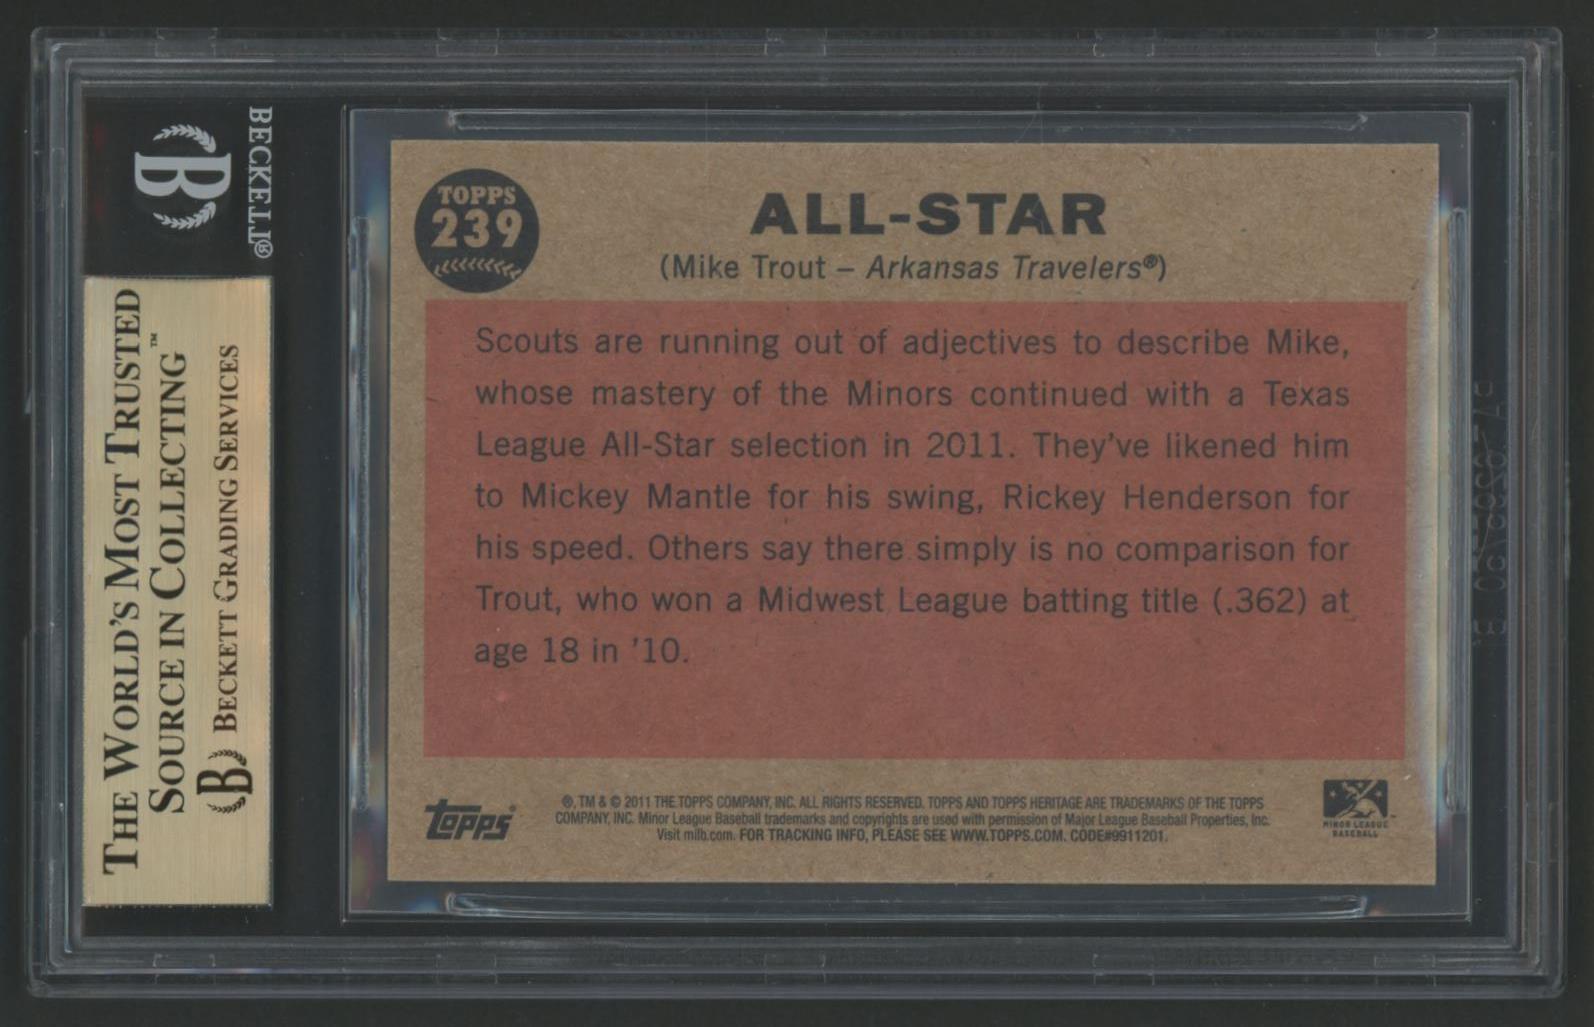 BECKETT®
B
THE WORLD'S MOST TRUSTED
SOURCE IN COLLECTING™
B BECKETT GRADING SERVICES
TOPPS
239
ALL-STAR
(Mike Trout – Arkansas Travelers®)
Scouts are running out of adjectives to describe Mike,
whose mastery of the Minors continued with a Texas
League All-Star selection in 2011. They've likened him
to Mickey Mantle for his swing, Rickey Henderson for
his speed. Others say there simply is no comparison for
Trout, who won a Midwest League batting title (.362) at
age 18 in '10.
Topps®
®, TM & © 2011 THE TOPPS COMPANY, INC. ALL RIGHTS RESERVED. TOPPS AND TOPPS HERITAGE ARE TRADEMARKS OF THE TOPPS
COMPANY, INC. Minor League Baseball trademarks and copyrights are used with permission of Major League Baseball Properties, Inc.
Visit milb.com. FOR TRACKING INFO, PLEASE SEE WWW.TOPPS.COM. CODE#9911201.
MINOR LEAGUE™
BASEBALL